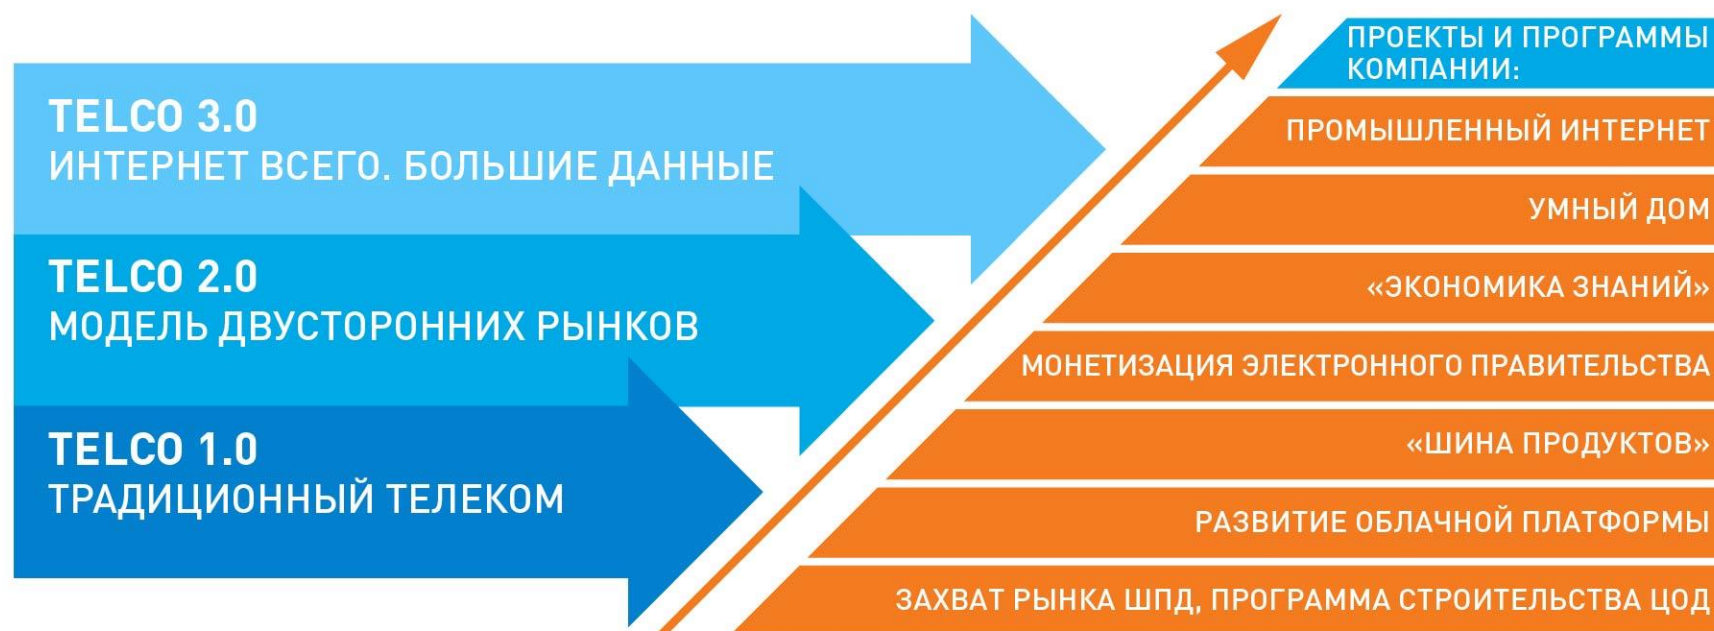 TELCO 3.0
ИНТЕРНЕТ ВСЕГО. БОЛЬШИЕ ДАННЫЕ
TELCO 2.0
МОДЕЛЬ ДВУСТОРОННИХ РЫНКОВ
TELCO 1.0
ТРАДИЦИОННЫЙ ТЕЛЕКОМ
ПРОЕКТЫ И ПРОГРАММЫ
КОМПАНИИ:
ПРОМЫШЛЕННЫЙ ИНТЕРНЕТ
УМНЫЙ ДОМ
«ЭКОНОМИКА ЗНАНИЙ»
МОНЕТИЗАЦИЯ ЭЛЕКТРОННОГО ПРАВИТЕЛЬСТВА
«ШИНА ПРОДУКТОВ»
РАЗВИТИЕ ОБЛАЧНОЙ ПЛАТФОРМЫ
ЗАХВАТ РЫНКА ШПД, ПРОГРАММА СТРОИТЕЛЬСТВА ЦОД